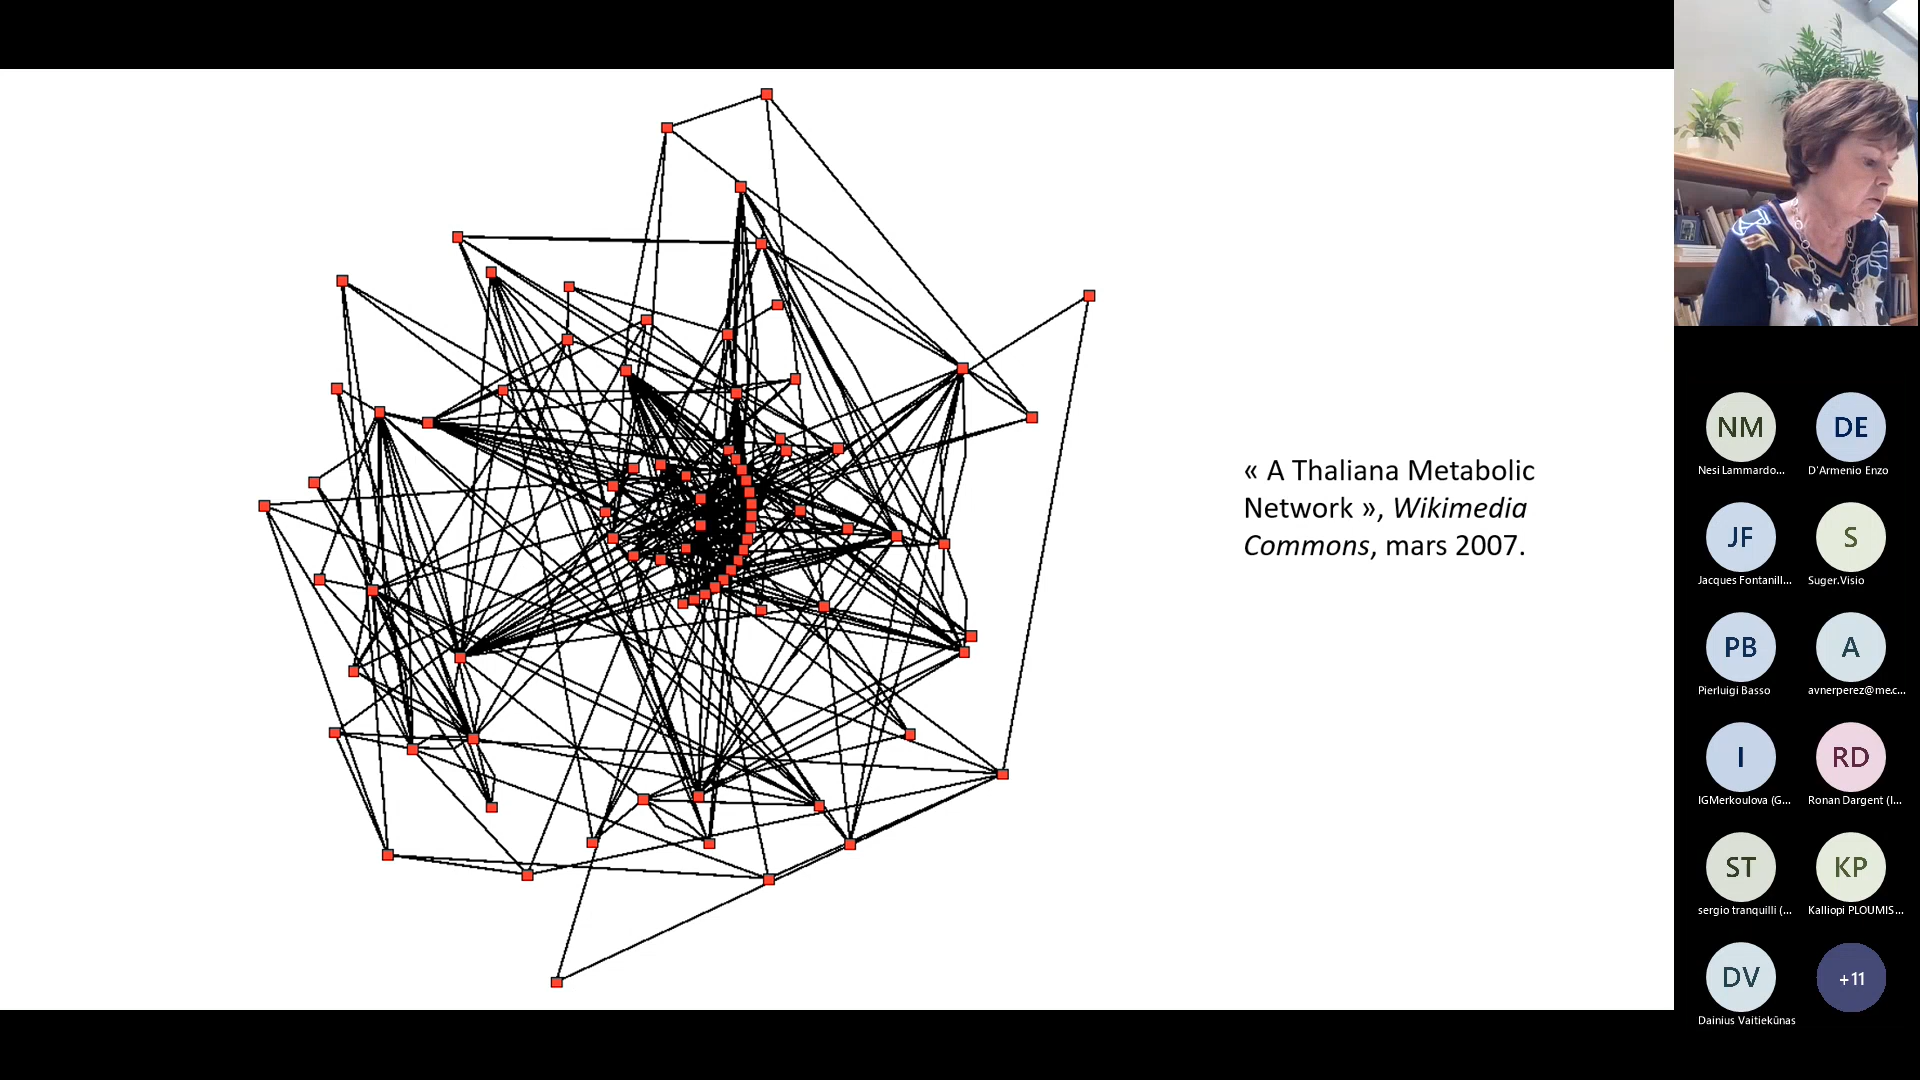 « A Thaliana Metabolic
Network », Wikimedia
Commons, mars 2007.
NM
DE
Nesi Lammardo...
D'Armenio Enzo
JF
S
Jacques Fontanill...
Suger.Visio
PB
A
Pierluigi Basso
avnerperez@me.c...
I
RD
IGMerkoulova (G...
Ronan Dargent (I...
ST
KP
sergio tranquilli (...
Kalliopi PLOUMIS...
DV
+11
Dainius Vaitiekūnas